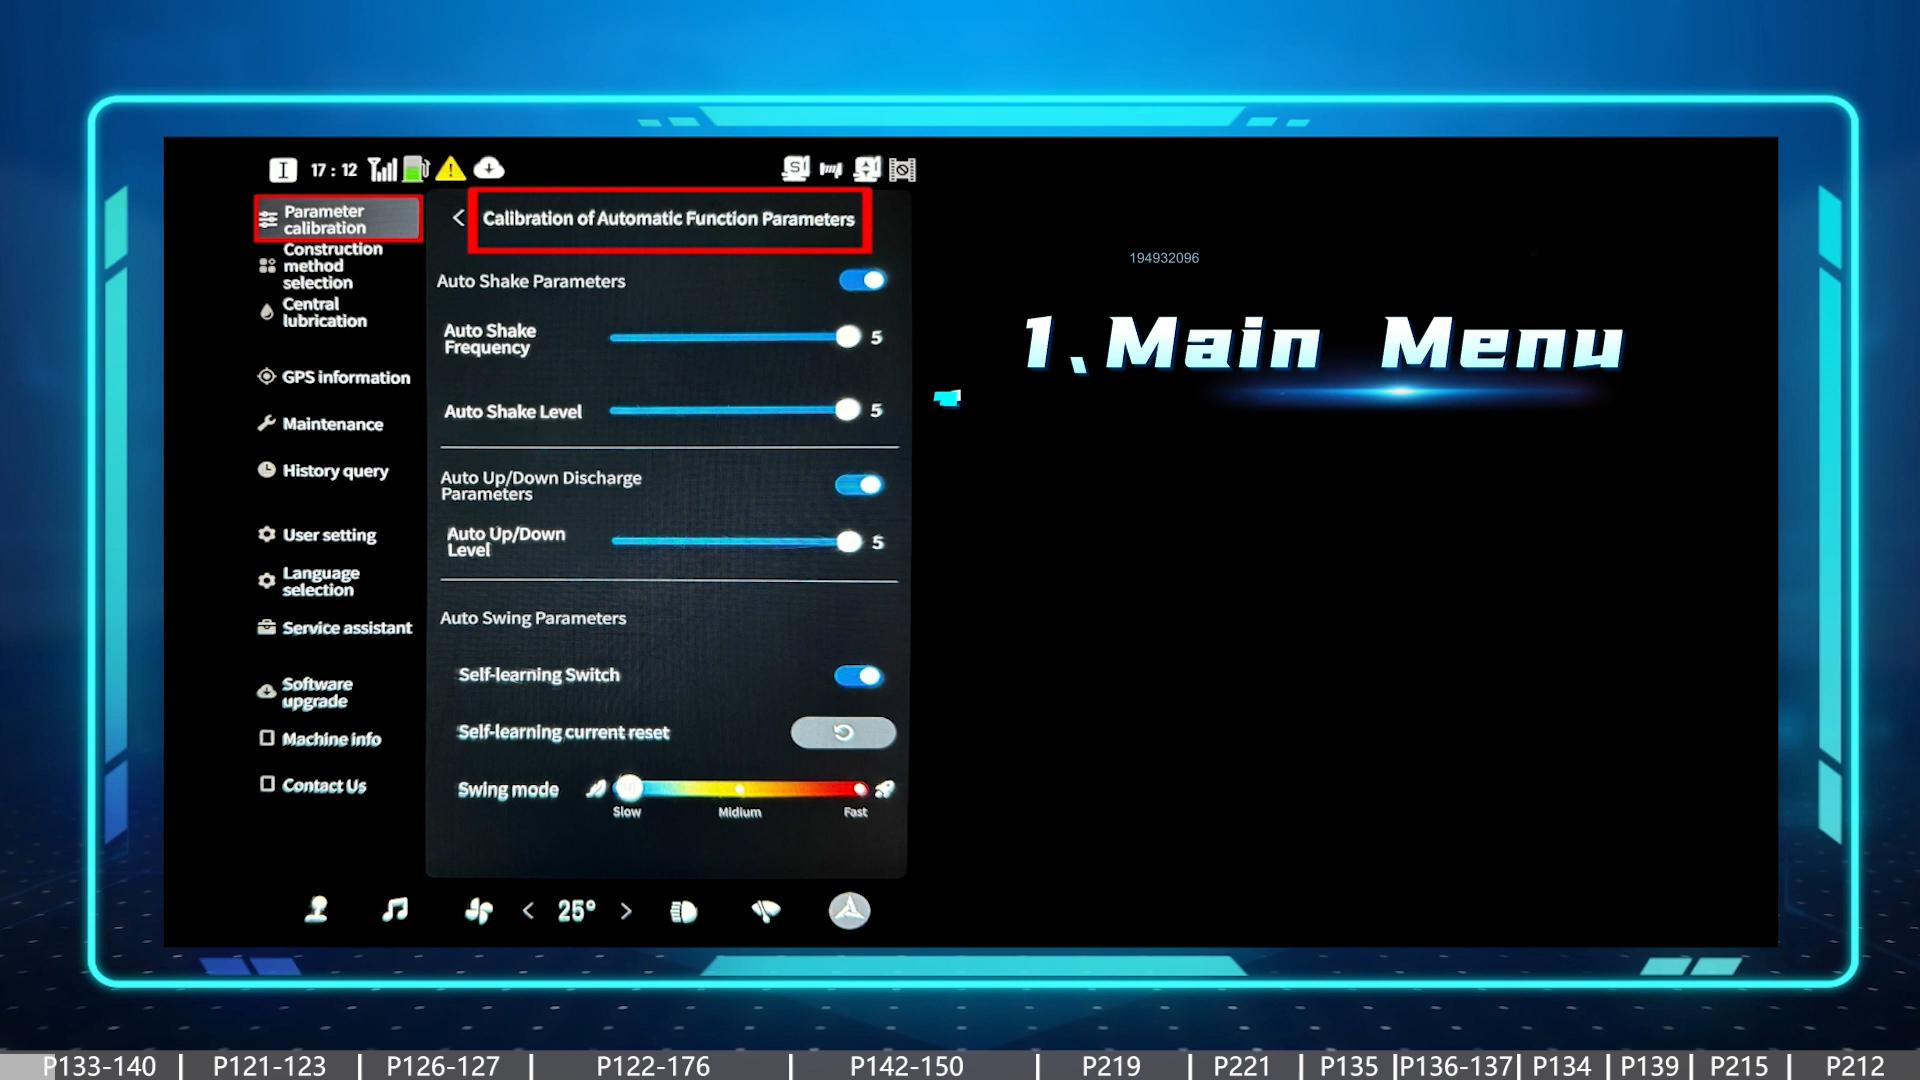 I 17 : 12
S1
Parameter
calibration
Construction
method
selection
Central
lubrication
GPS information
Maintenance
History query
User setting
Language
selection
Service assistant
Software
upgrade
Machine info
Contact Us
< Calibration of Automatic Function Parameters
Auto Shake Parameters
Auto Shake
Frequency
5
Auto Shake Level 5
Auto Up/Down Discharge
Parameters
Auto Up/Down
Level
5
Auto Swing Parameters
Self-learning Switch
Self-learning current reset
Swing mode
Slow Midium Fast
< 25° >
194932096
1、Main Menu
P133-140 | P121-123 | P126-127 | P122-176 | P142-150 | P219 | P221 | P135 | P136-137 | P134 | P139 | P215 | P212